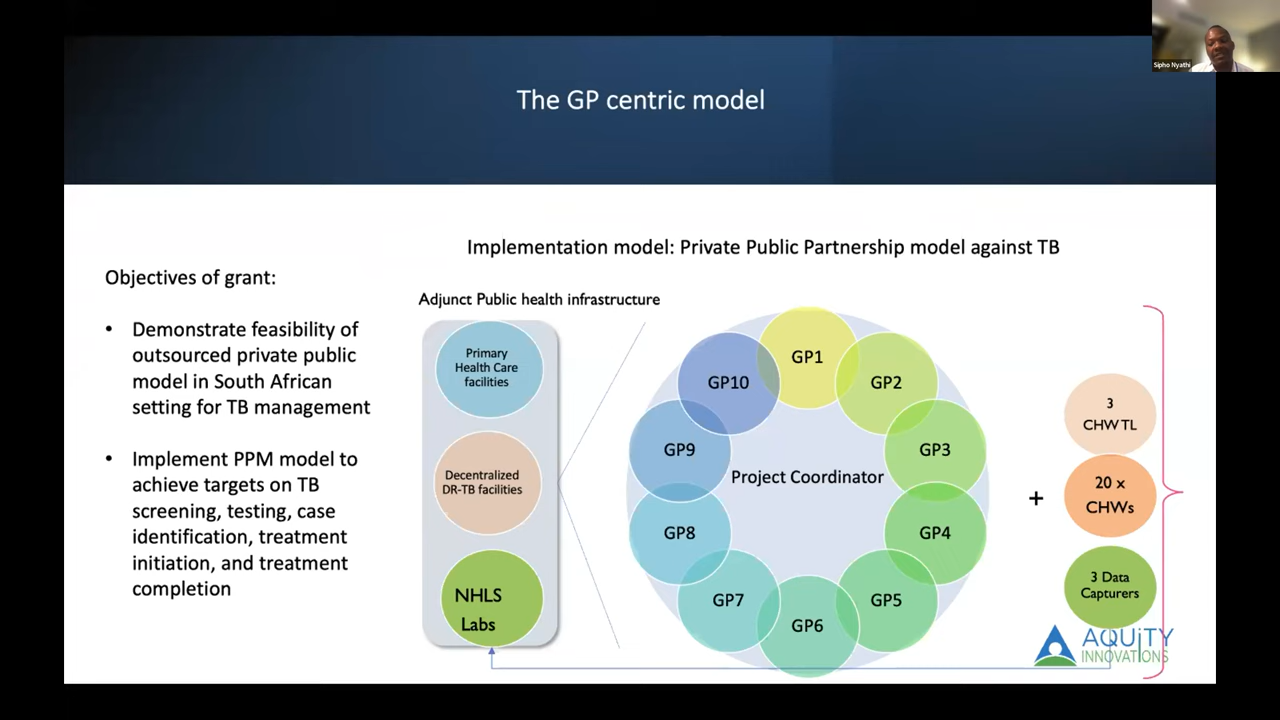 Sipho Nyathi
The GP centric model
Implementation model: Private Public Partnership model against TB
Objectives of grant:
• Demonstrate feasibility of
outsourced private public
model in South African
setting for TB management
• Implement PPM model to
achieve targets on TB
screening, testing, case
identification, treatment
initiation, and treatment
completion
Adjunct Public health infrastructure
Primary
Health Care
facilities
Decentralized
DR-TB facilities
NHLS
Labs
GP1
GP2
GP3
GP4
GP5
GP6
GP7
GP8
GP9
GP10
Project Coordinator
+
3
CHW TL
20 x
CHWs
3 Data
Capturers
AQUiTY
INNOVATIONS